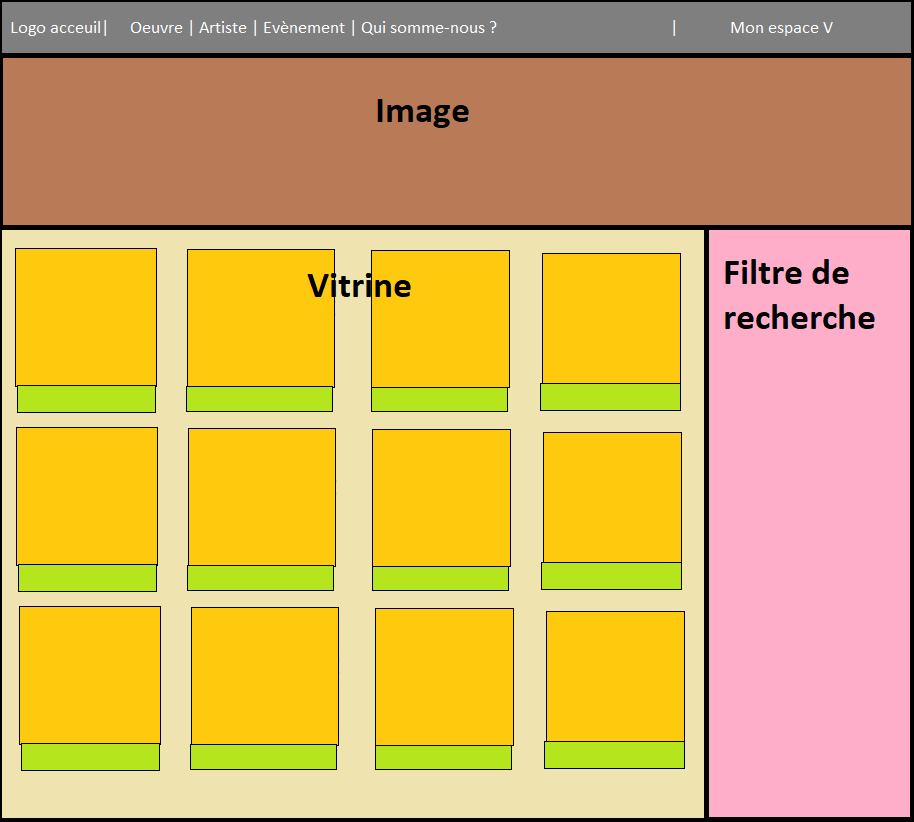 Logo acceuil| Oeuvre | Artiste | Evènement | Qui somme-nous ? | Mon espace V
Image
Vitrine
Filtre de
recherche